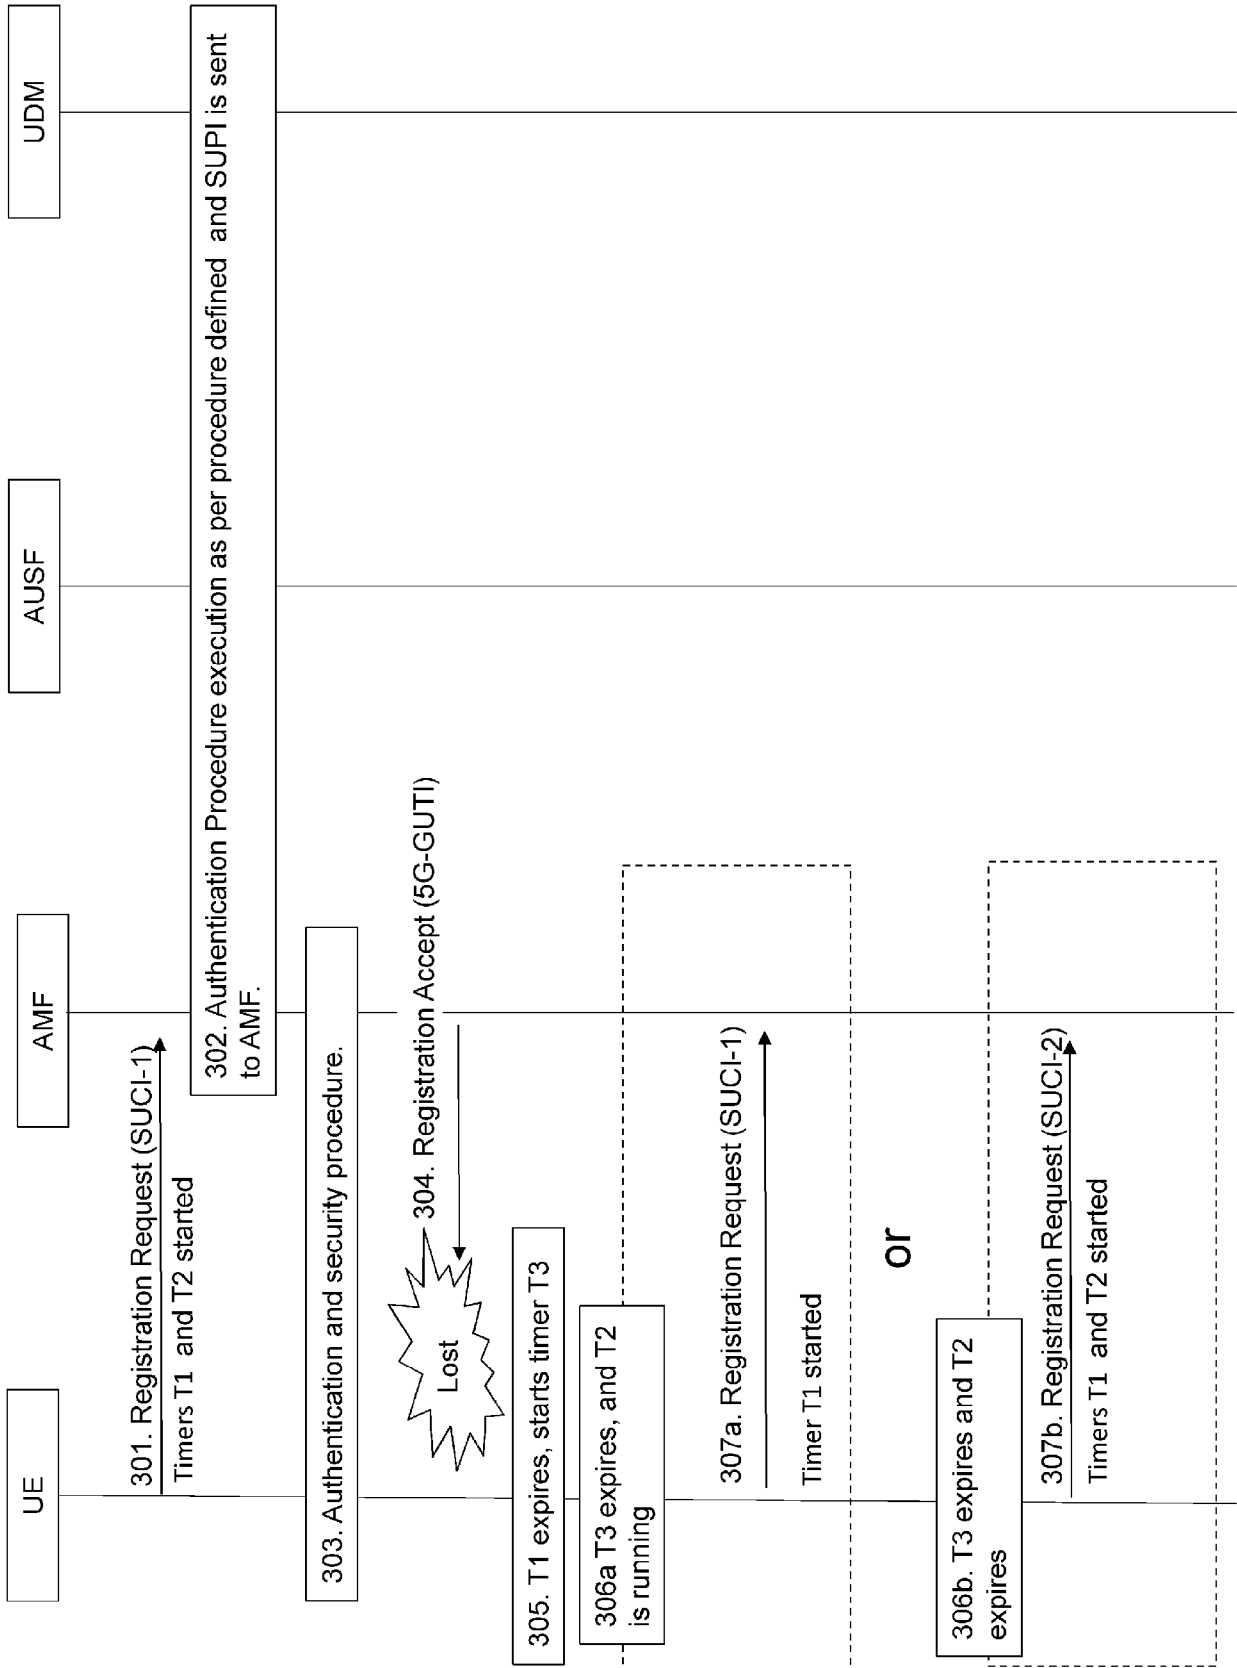 UE
AMF
AUSF
UDM
301. Registration Request (SUCI-1)
Timers T1 and T2 started
302. Authentication Procedure execution as per procedure defined and SUPI is sent
to AMF.
303. Authentication and security procedure.
304. Registration Accept (5G-GUTI)
Lost
305. T1 expires, starts timer T3
306a T3 expires, and T2
is running
307a. Registration Request (SUCI-1)
Timer T1 started
or
306b. T3 expires and T2
expires
307b. Registration Request (SUCI-2)
Timers T1 and T2 started